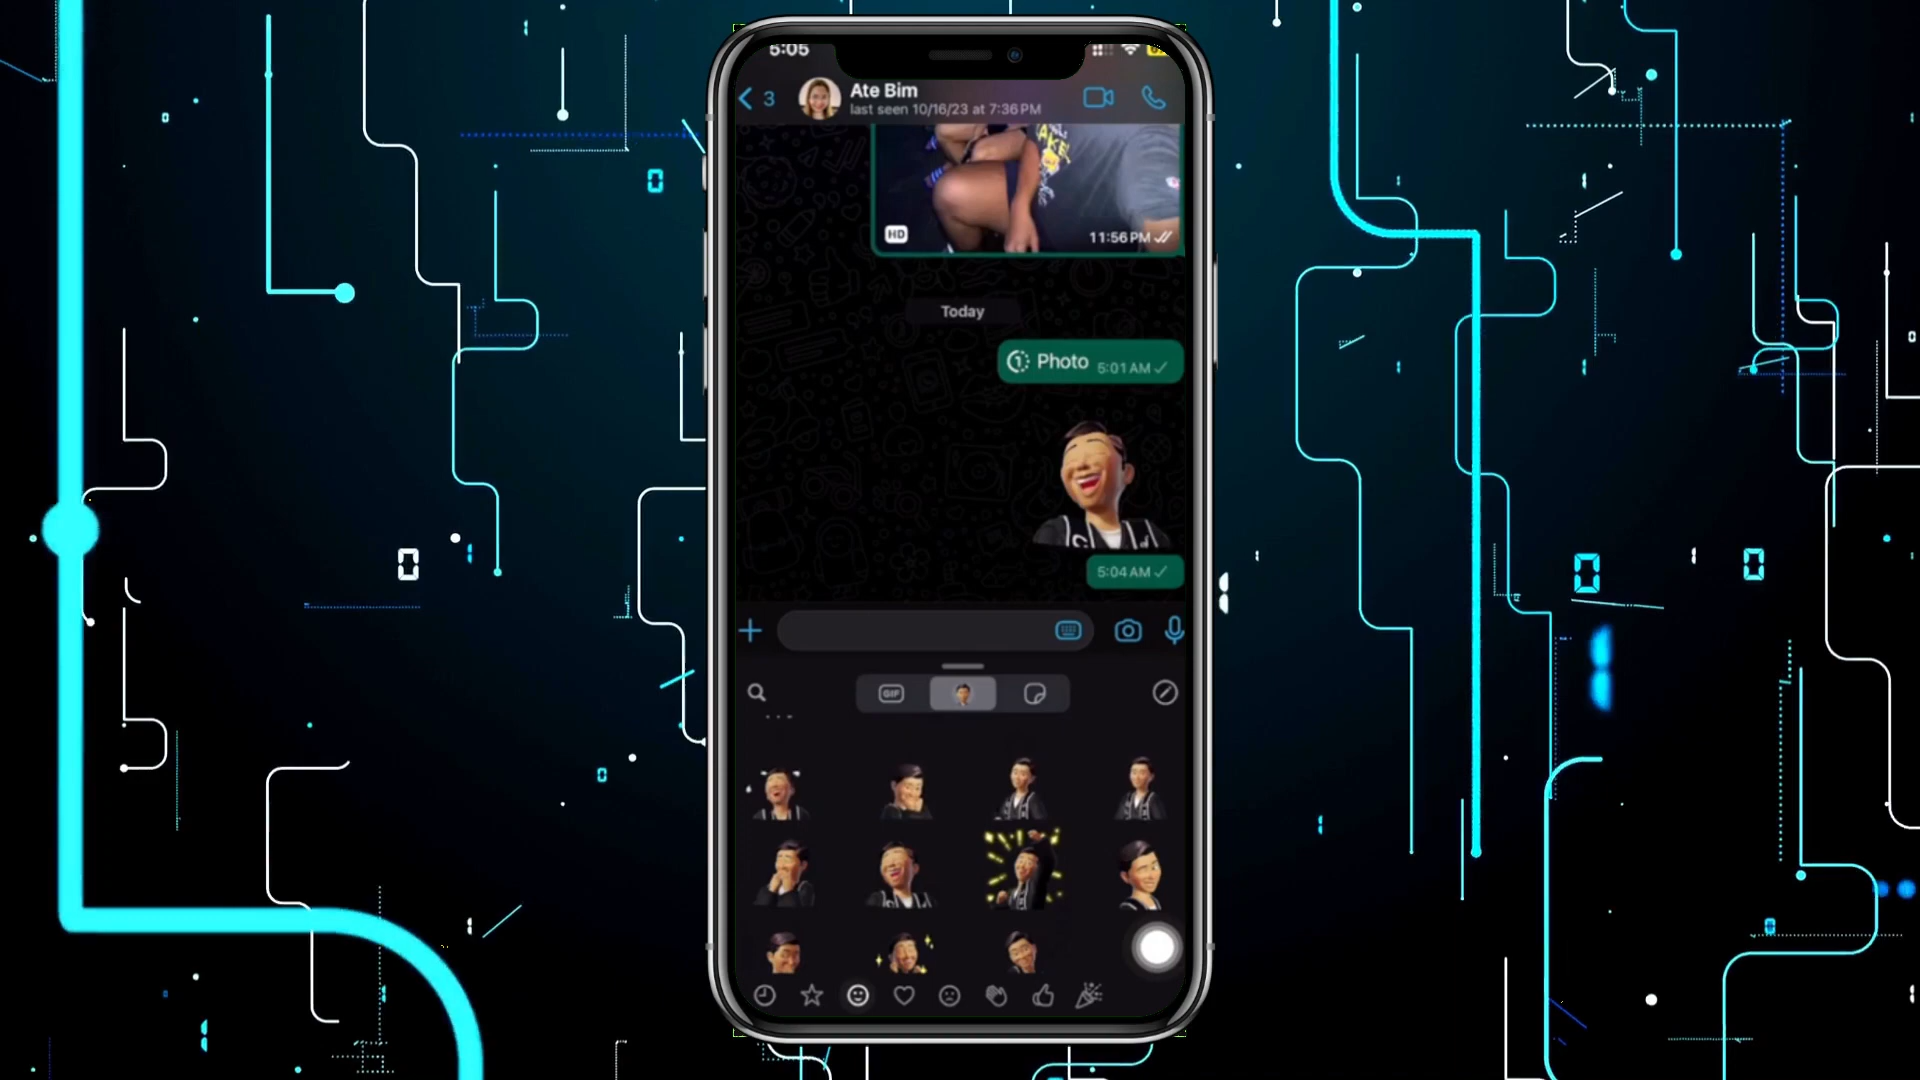 5:05
3
Ate Bim
last seen 10/16/23 at 7:36 PM
HD
11:56 PM
Today
Photo
5:01 AM
5:04 AM
GIF